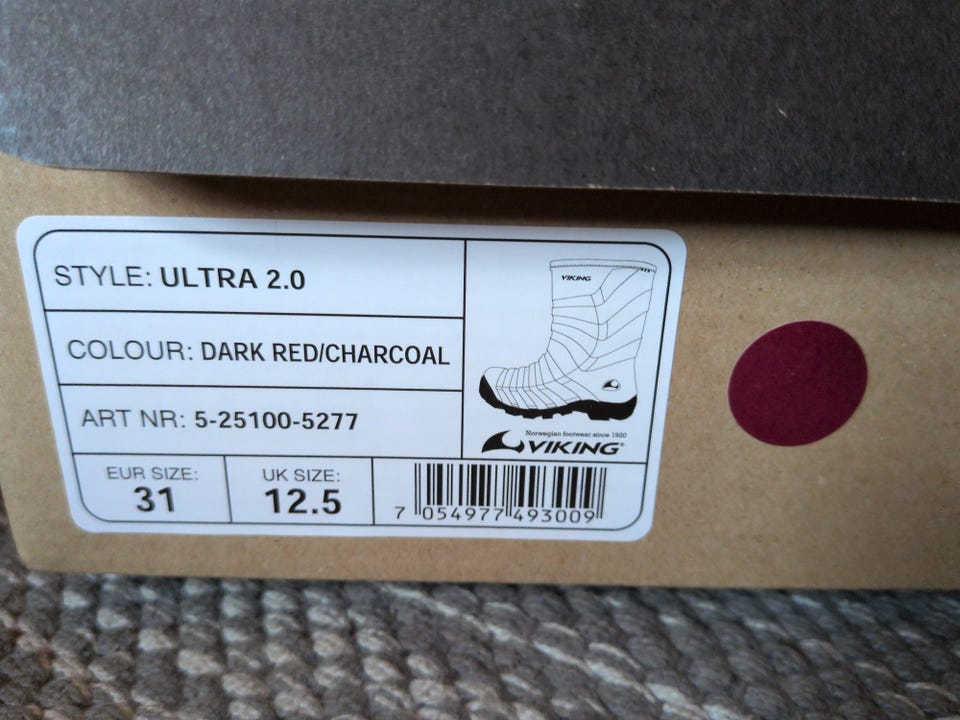 STYLE: ULTRA 2.0
COLOUR: DARK RED/CHARCOAL
ART NR: 5-25100-5277
EUR SIZE:
31
UK SIZE:
12.5
VIKING
Norwegian footwear since 1920
VIKING®
7 054977 493009